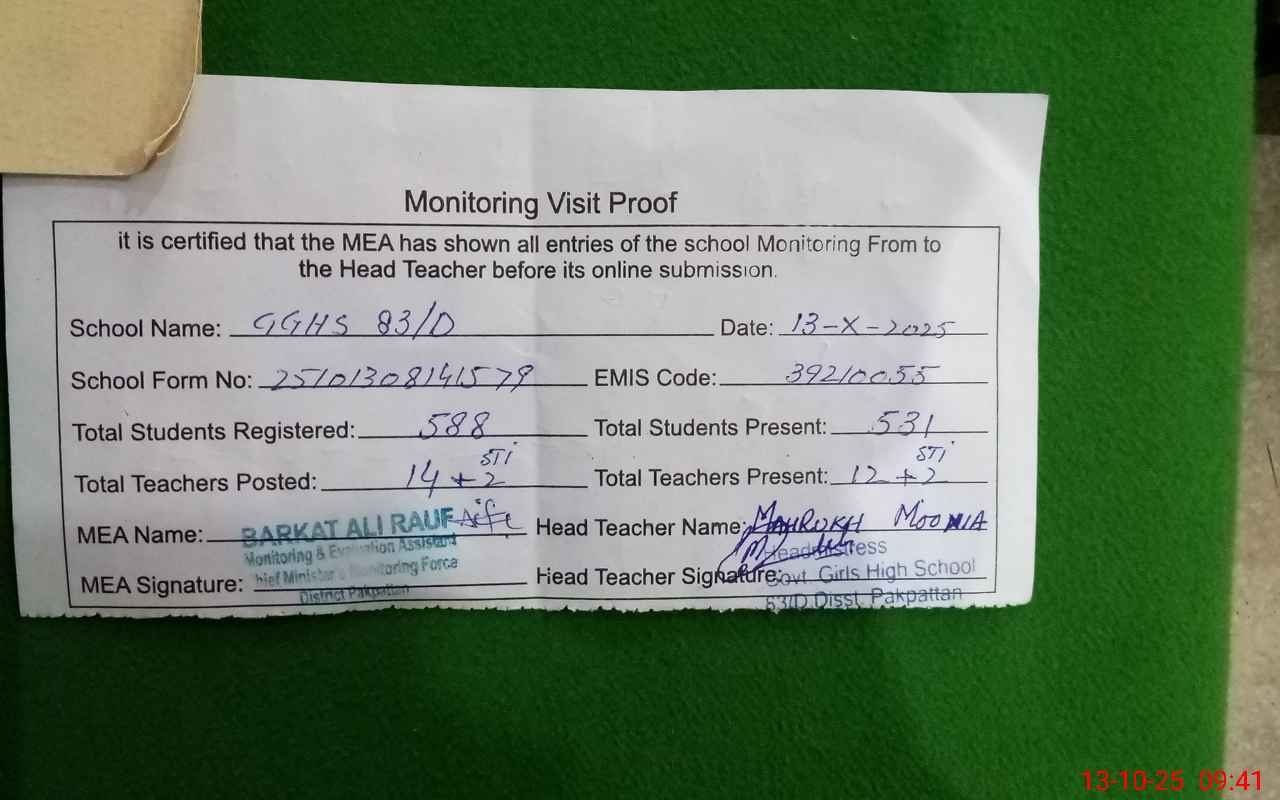 Monitoring Visit Proof
it is certified that the MEA has shown all entries of the school Monitoring From to
the Head Teacher before its online submission.
School Name: GGHS 83/D Date: 13-X-2025
School Form No: 25101308141579 EMIS Code: 39210055
Total Students Registered: 588 Total Students Present: 531
Total Teachers Posted: 14 + 2 STI Total Teachers Present: 12 + 2 STI
MEA Name: BARKAT ALI RAUF Head Teacher Name: MAHRUKH MOONIA
Monitoring & Evaluation Assistant Headmistress
MEA Signature: Chief Minister's Monitoring Force Head Teacher Signature: Govt. Girls High School
District Pakpattan 83/D Disst. Pakpattan
13-10-25 09:41